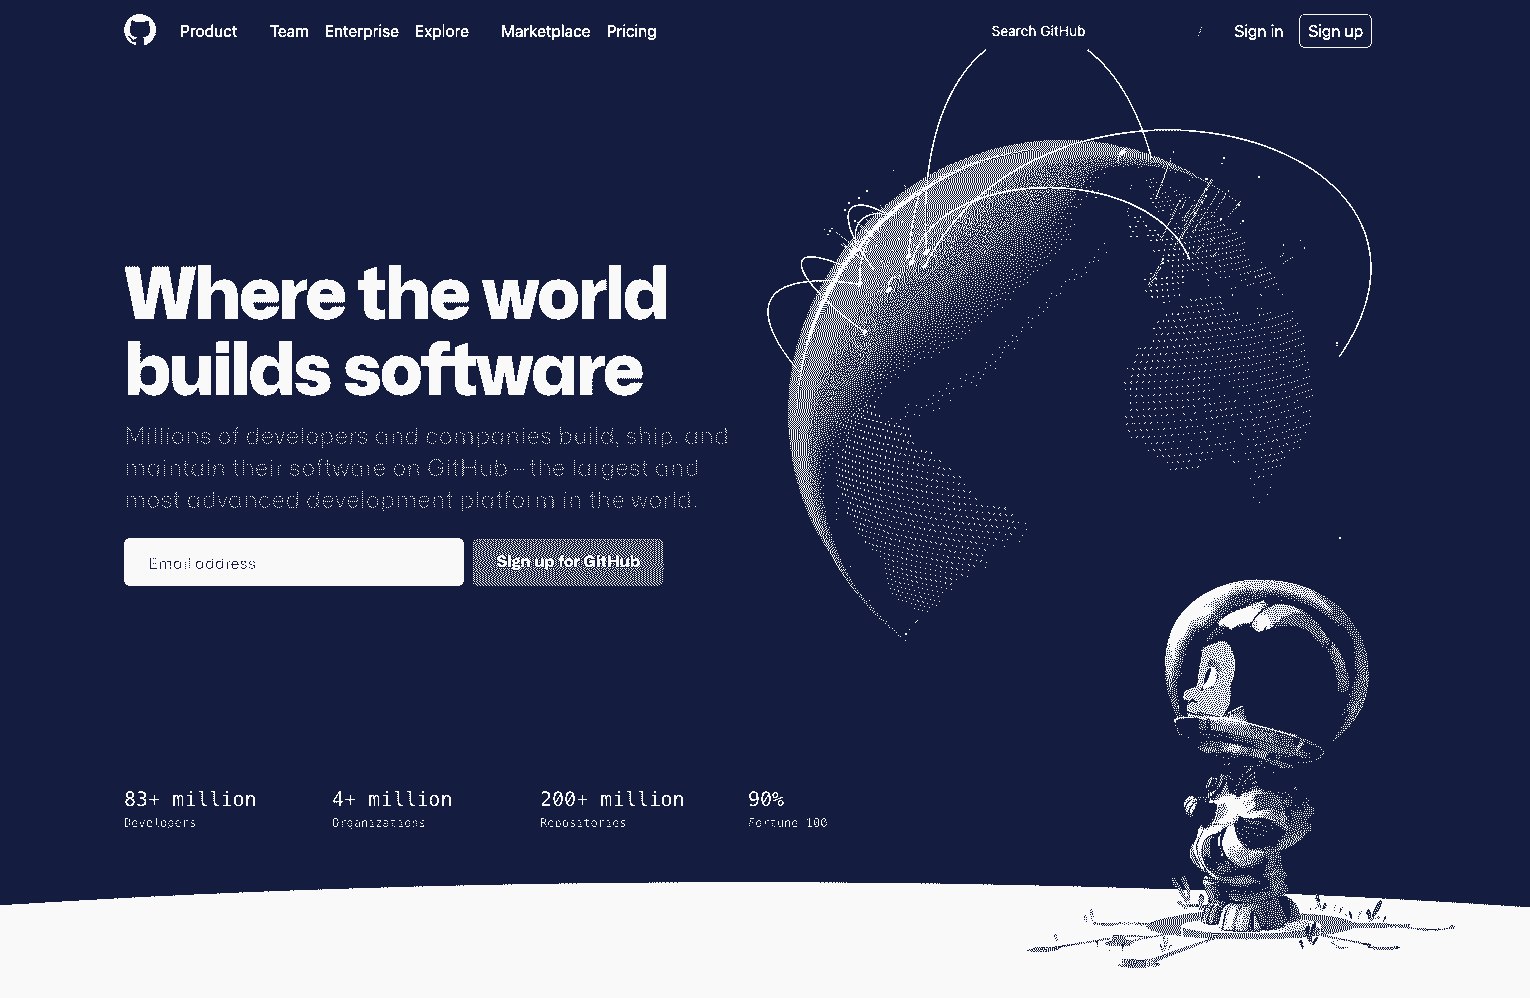 Product Team Enterprise Explore Marketplace Pricing Search GitHub / Sign in Sign up
Where the world
builds software
Millions of developers and companies build, ship, and
maintain their software on GitHub—the largest and
most advanced development platform in the world.
Email address Sign up for GitHub
83+ million 4+ million 200+ million 90%
Developers Organizations Repositories Fortune 100